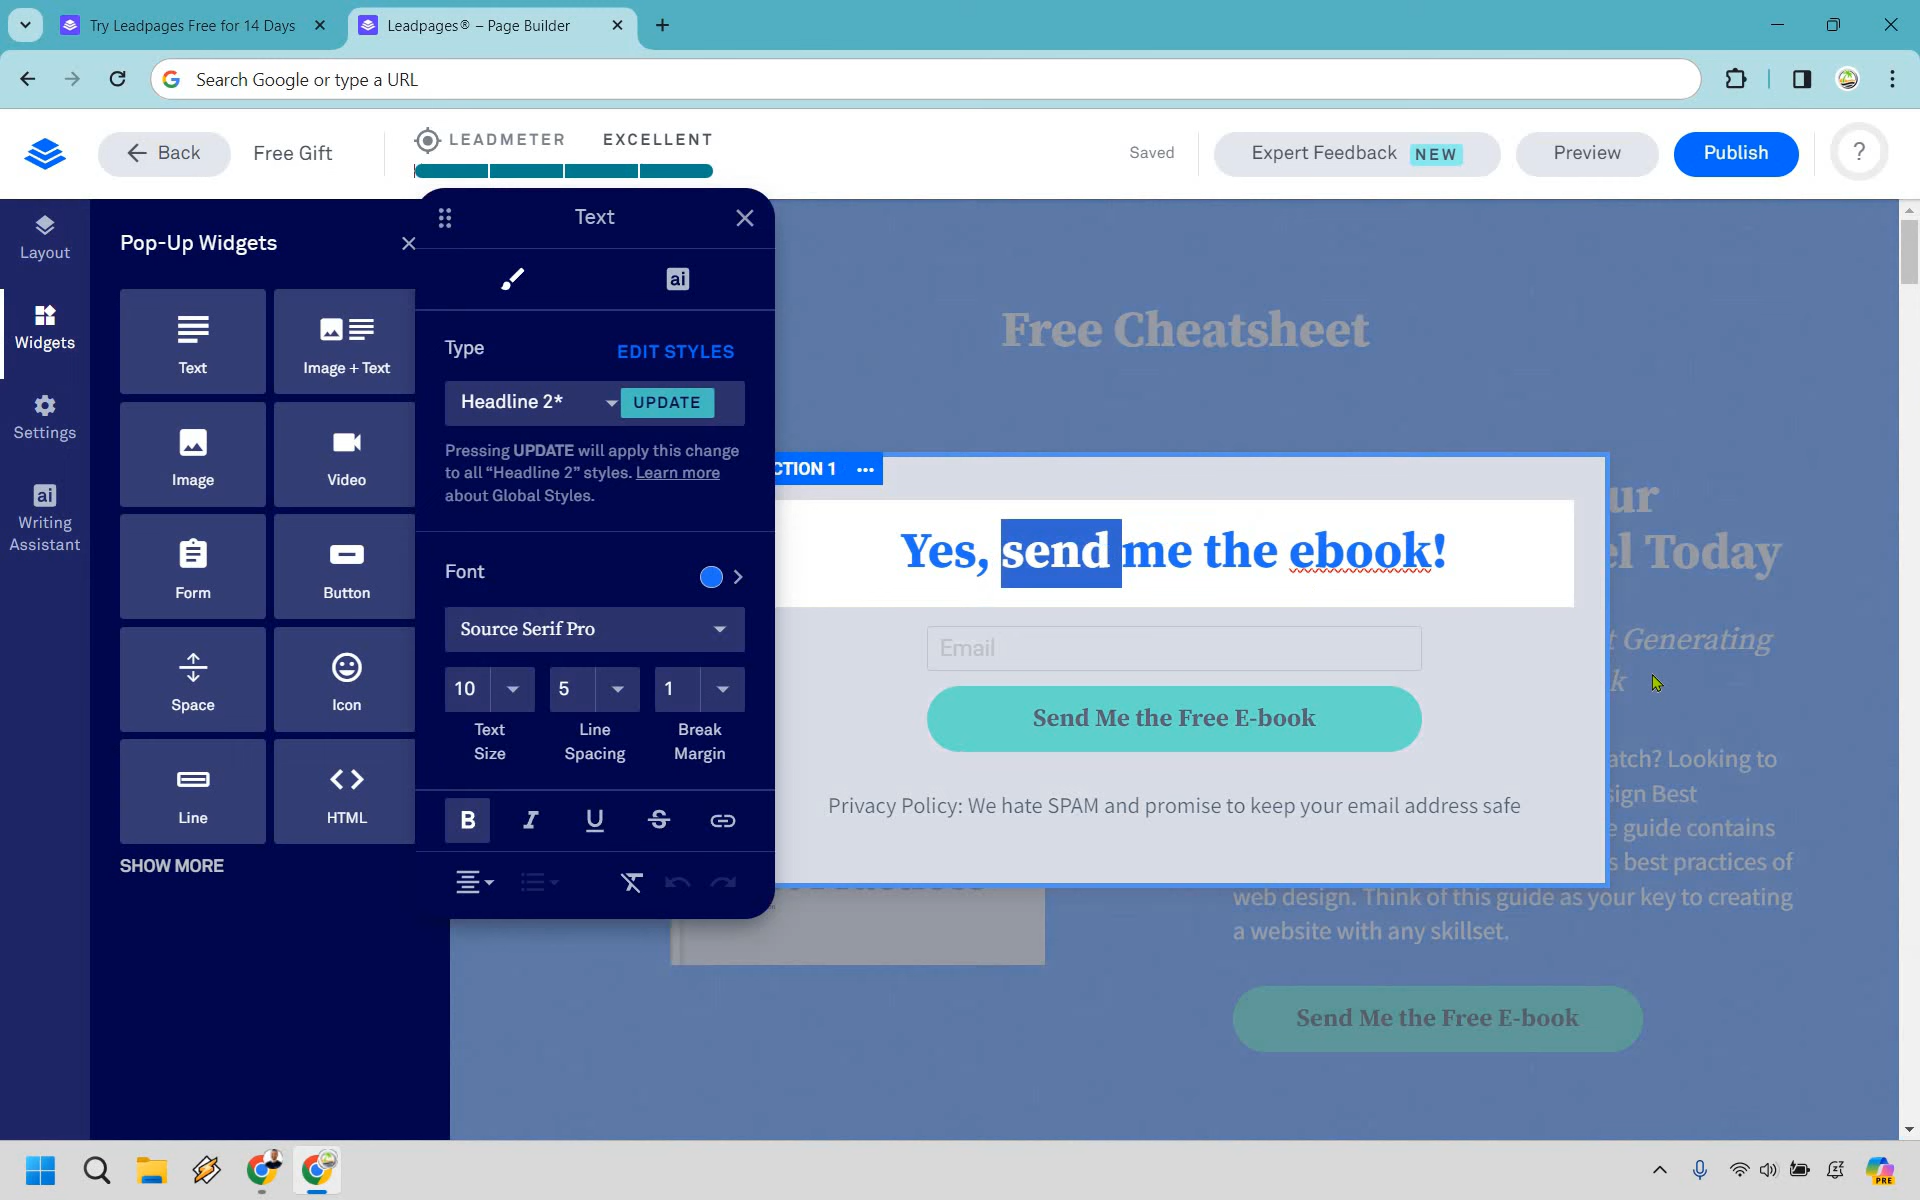 Try Leadpages Free for 14 Days
Leadpages® – Page Builder
Search Google or type a URL
Back
Free Gift
LEADMETER
EXCELLENT
Saved
Expert Feedback NEW
Preview
Publish
?
Layout
Widgets
Settings
ai
Writing
Assistant
Pop-Up Widgets
Text
Image + Text
Image
Video
Form
Button
Space
Icon
Line
HTML
SHOW MORE
Text
ai
Type
EDIT STYLES
Headline 2*
UPDATE
Pressing UPDATE will apply this change
to all “Headline 2” styles. Learn more
about Global Styles.
Font
Source Serif Pro
10
5
1
Text
Size
Line
Spacing
Break
Margin
B
I
U
S
Free Cheatsheet
CTION 1
Yes, send me the ebook!
Email
Send Me the Free E-book
Privacy Policy: We hate SPAM and promise to keep your email address safe
ur
el Today
t Generating
k
atch? Looking to
sign Best
e guide contains
s best practices of
web design. Think of this guide as your key to creating
a website with any skillset.
Send Me the Free E-book
PRE